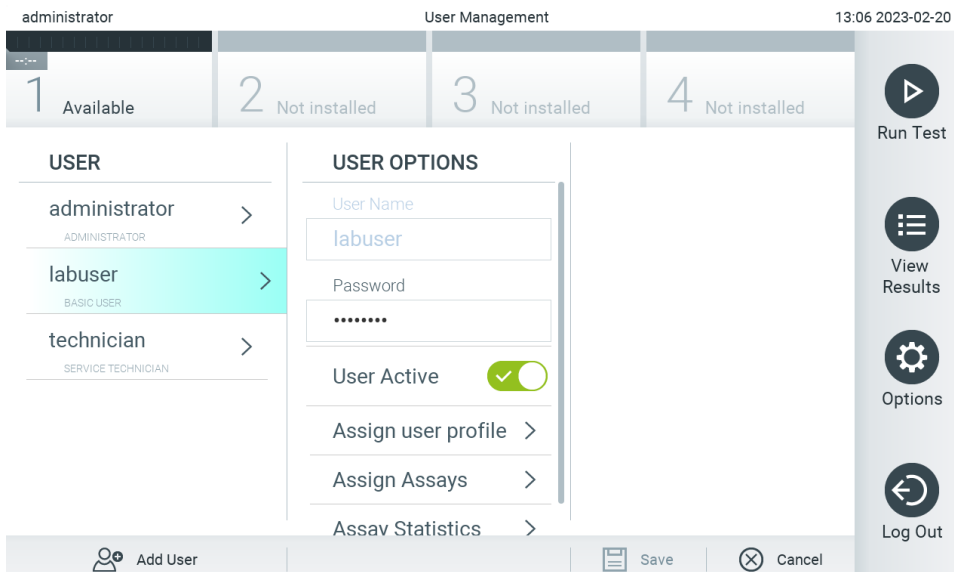 administrator User Management 13:06 2023-02-20
--:--
1 Available 2 Not installed 3 Not installed 4 Not installed
Run Test
View
Results
Options
Log Out
USER
administrator
ADMINISTRATOR
labuser
BASIC USER
technician
SERVICE TECHNICIAN
USER OPTIONS
User Name
labuser
Password
••••••••
User Active
Assign user profile
Assign Assays
Assay Statistics
Add User Save Cancel